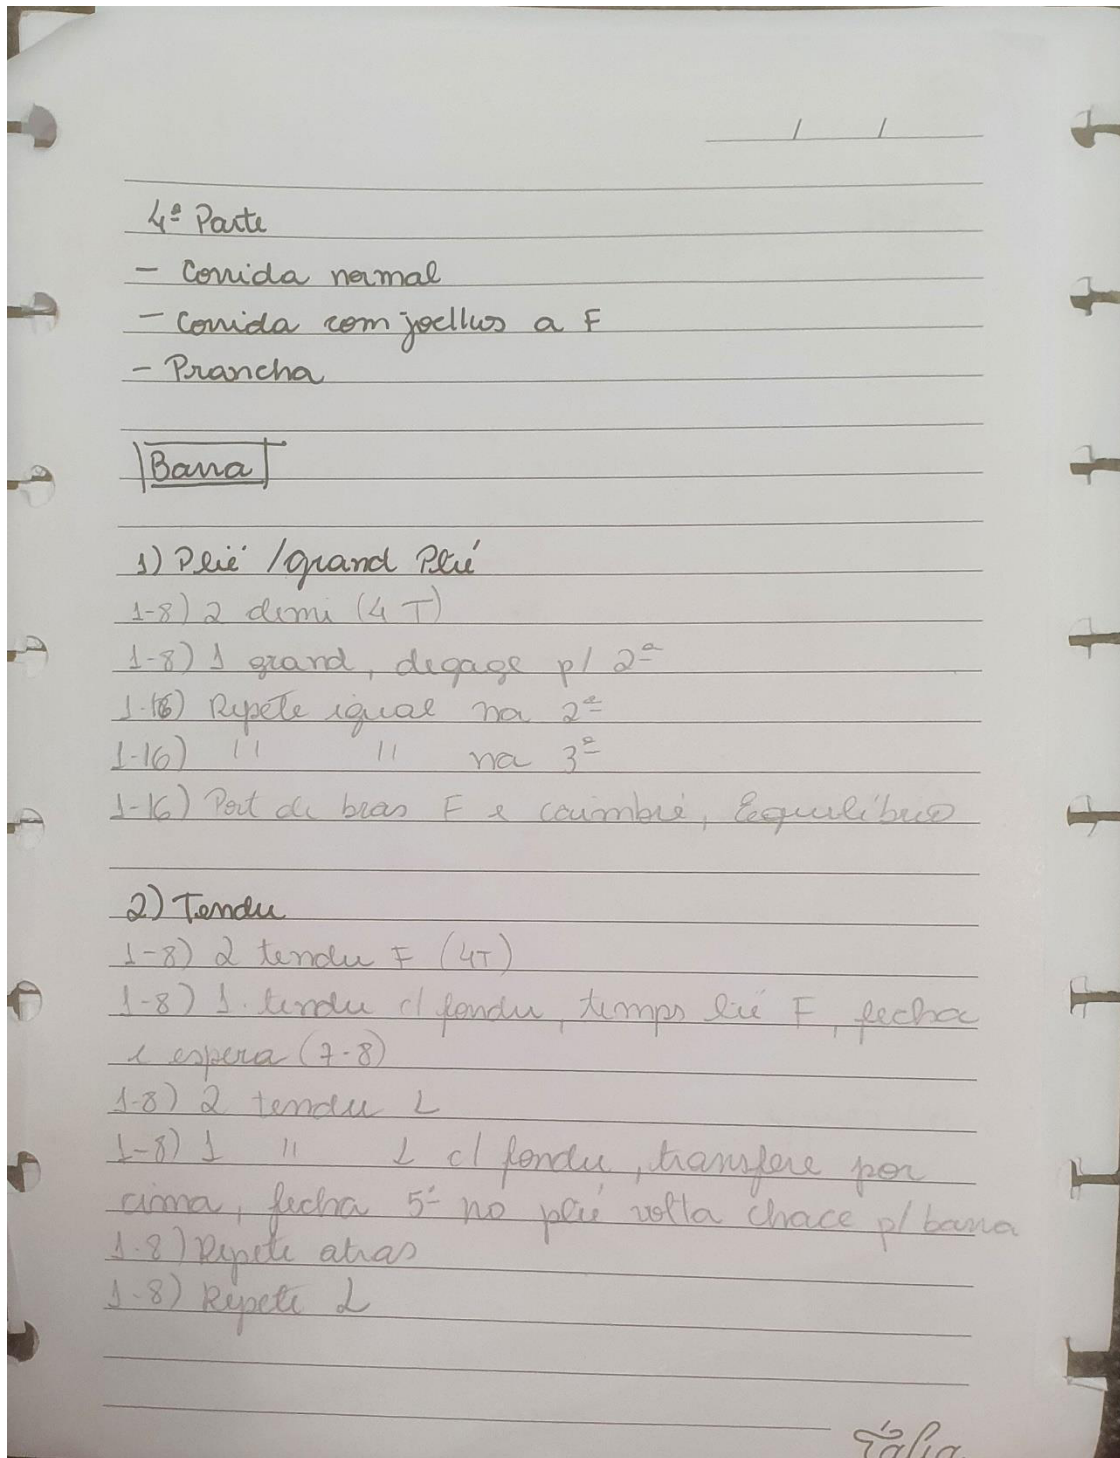 / /
4ª Parte
- Corrida normal
- Corrida com joelhos a F
- Prancha
Barra
1) Plié / grand Plié
1-8) 2 demi (4 T)
1-8) 1 grand, degage p/ 2ª
1-16) Repete igual na 2ª
1-16) " " na 3ª
1-16) Port de bras F e caimbré, Eequilíbrio
2) Tendu
1-8) 2 tendu F (4T)
1-8) 1 tendu c/ fondu, temps lié F, fecha
e espera (7-8)
1-8) 2 tendu L
1-8) 1 " L c/ fondu, transfere por
cima, fecha 5ª no plié volta chace p/ barra
1-8) Repete atras
1-8) Repete L